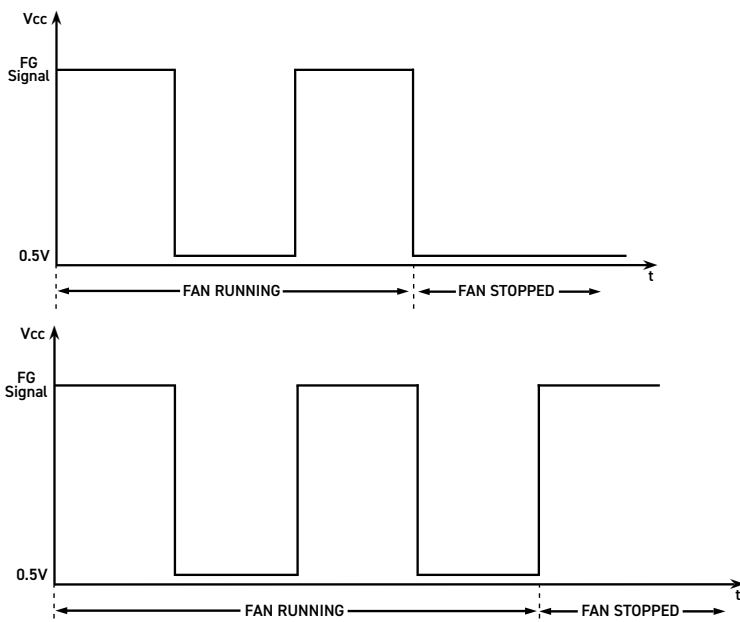 Vcc
FG
Signal
0.5V
t
FAN RUNNING
FAN STOPPED
Vcc
FG
Signal
0.5V
t
FAN RUNNING
FAN STOPPED